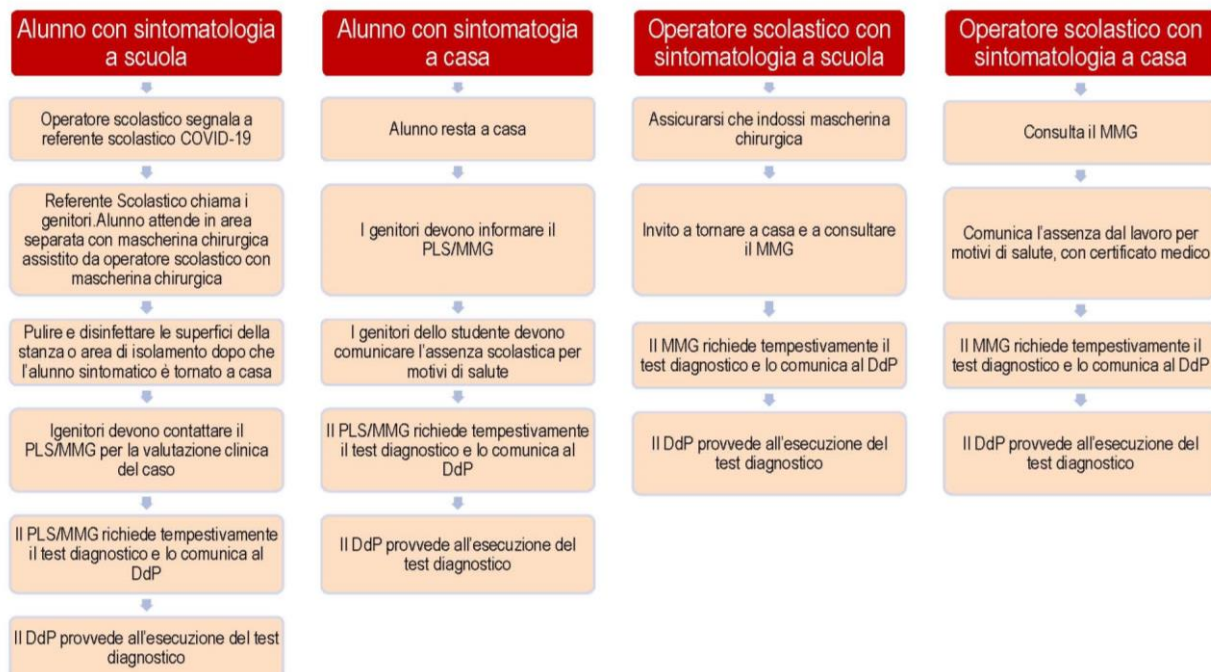 Alunno con sintomatologia
a scuola
Operatore scolastico segnala a
referente scolastico COVID-19
Referente Scolastico chiama i
genitori.Alunno attende in area
separata con mascherina chirurgica
assistito da operatore scolastico con
mascherina chirurgica
Pulire e disinfettare le superfici della
stanza o area di isolamento dopo che
l'alunno sintomatico è tornato a casa
Igenitori devono contattare il
PLS/MMG per la valutazione clinica
del caso
Il PLS/MMG richiede tempestivamente
il test diagnostico e lo comunica al
DdP
Il DdP provvede all'esecuzione del test
diagnostico
Alunno con sintomatogia
a casa
Alunno resta a casa
I genitori devono informare il
PLS/MMG
I genitori dello studente devono
comunicare l'assenza scolastica per
motivi di salute
Il PLS/MMG richiede tempestivamente
il test diagnostico e lo comunica al
DdP
Il DdP provvede all'esecuzione del
test diagnostico
Operatore scolastico con
sintomatologia a scuola
Assicurarsi che indossi mascherina
chirurgica
Invito a tornare a casa e a consultare
il MMG
Il MMG richiede tempestivamente il
test diagnostico e lo comunica al DdP
Il DdP provvede all'esecuzione del
test diagnostico
Operatore scolastico con
sintomatologia a casa
Consulta il MMG
Comunica l'assenza dal lavoro per
motivi di salute, con certificato medico
Il MMG richiede tempestivamente il
test diagnostico e lo comunica al DdP
Il DdP provvede all'esecuzione del
test diagnostico